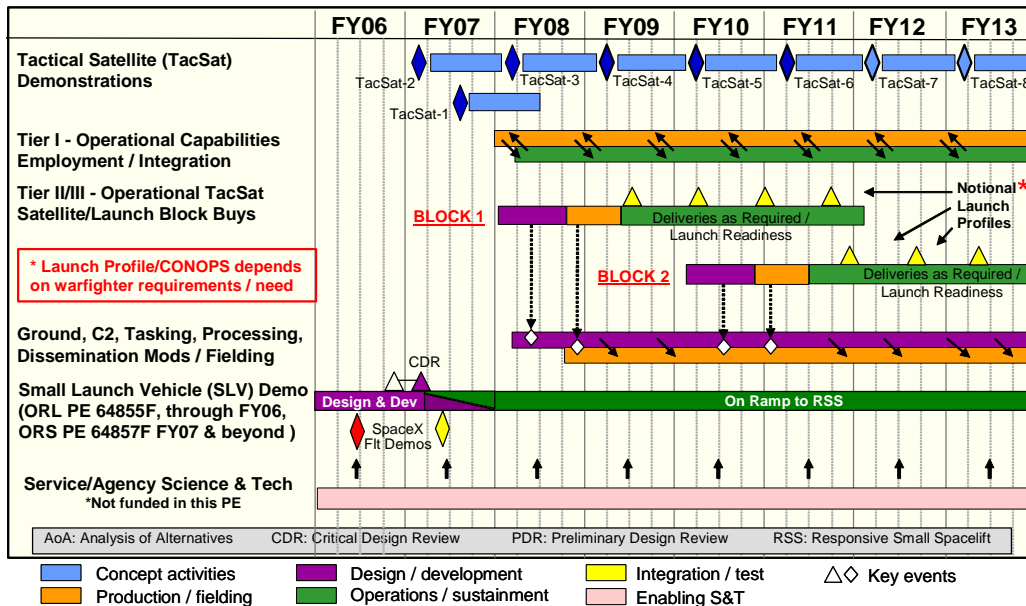 FY06 FY07 FY08 FY09 FY10 FY11 FY12 FY13
Tactical Satellite (TacSat)
Demonstrations
TacSat-2
TacSat-3
TacSat-4
TacSat-5
TacSat-6
TacSat-7
TacSat-8
TacSat-1
Tier I - Operational Capabilities
Employment / Integration
Tier II/III - Operational TacSat
Satellite/Launch Block Buys
BLOCK 1
Deliveries as Required /
Launch Readiness
Notional*
Launch
Profiles
* Launch Profile/CONOPS depends
on warfighter requirements / need
BLOCK 2
Deliveries as Required /
Launch Readiness
Ground, C2, Tasking, Processing,
Dissemination Mods / Fielding
CDR
Small Launch Vehicle (SLV) Demo
(ORL PE 64855F, through FY06,
ORS PE 64857F FY07 & beyond )
Design & Dev
On Ramp to RSS
SpaceX
Flt Demos
Service/Agency Science & Tech
*Not funded in this PE
AoA: Analysis of Alternatives CDR: Critical Design Review PDR: Preliminary Design Review RSS: Responsive Small Spacelift
Concept activities
Design / development
Integration / test
Key events
Production / fielding
Operations / sustainment
Enabling S&T